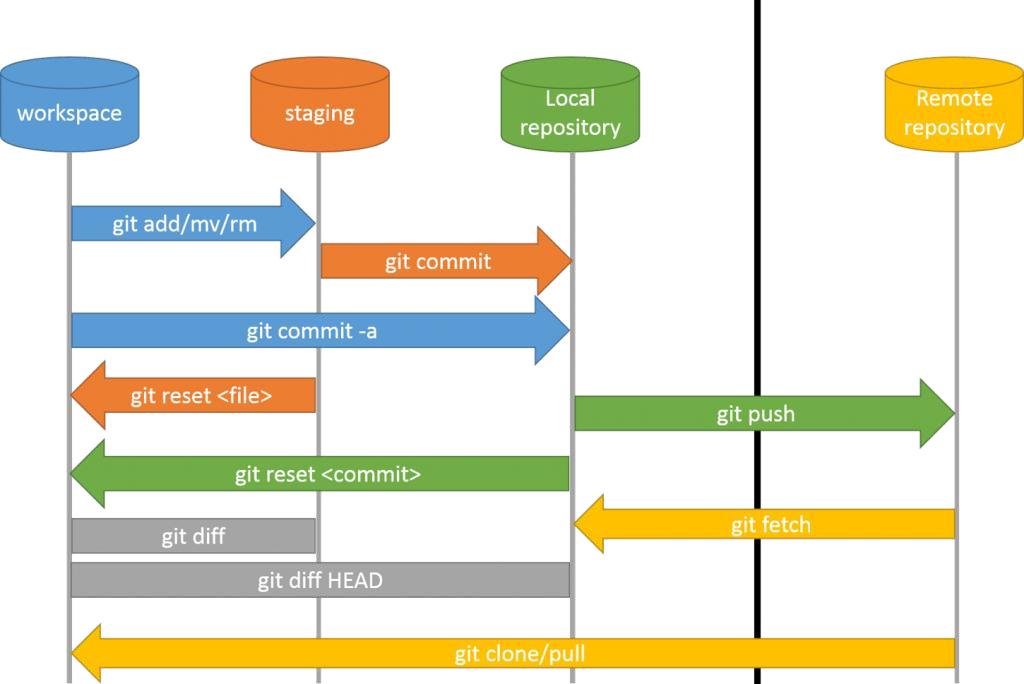 workspace
staging
Local
repository
Remote
repository
git add/mv/rm
git commit
git commit -a
git reset <file>
git push
git reset <commit>
git fetch
git diff
git diff HEAD
git clone/pull